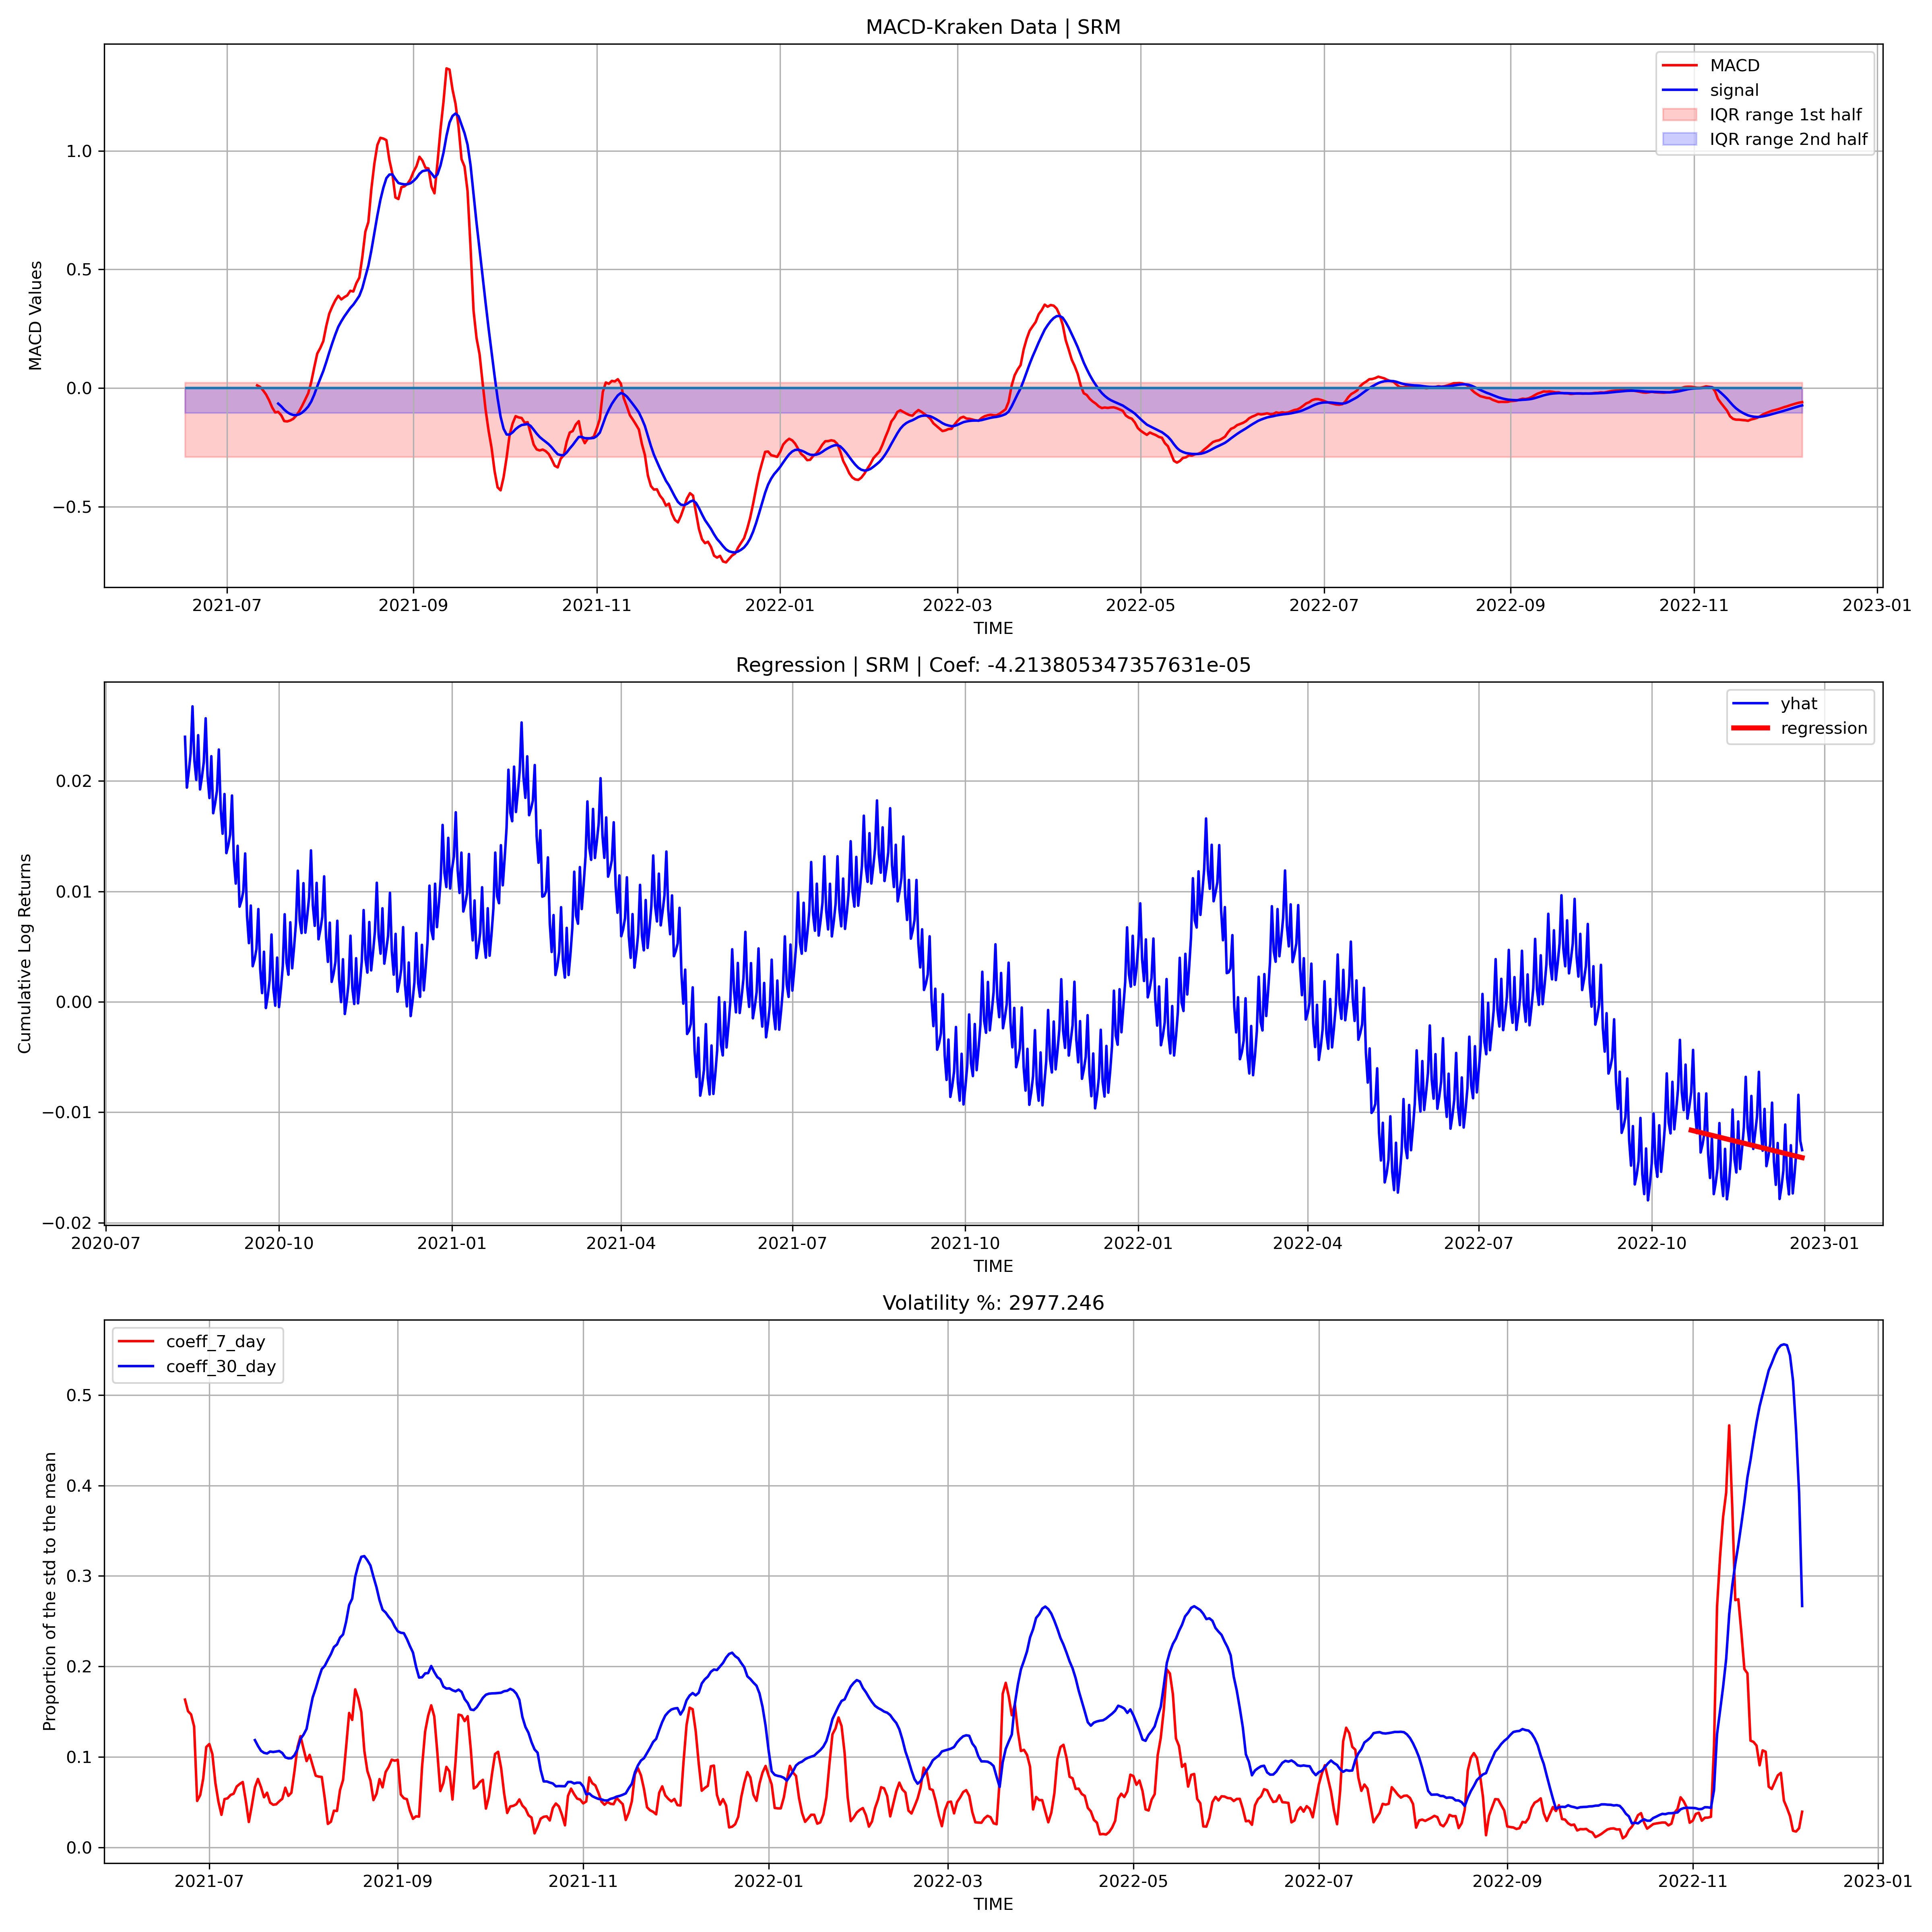 MACD-Kraken Data | SRM
MACD
signal
IQR range 1st half
IQR range 2nd half
MACD Values
1.0
0.5
0.0
−0.5
2021-07 2021-09 2021-11 2022-01 2022-03 2022-05 2022-07 2022-09 2022-11 2023-01
TIME
Regression | SRM | Coef: -4.213805347357631e-05
yhat
regression
Cumulative Log Returns
0.02
0.01
0.00
−0.01
−0.02
2020-07 2020-10 2021-01 2021-04 2021-07 2021-10 2022-01 2022-04 2022-07 2022-10 2023-01
TIME
Volatility %: 2977.246
coeff_7_day
coeff_30_day
Proportion of the std to the mean
0.5
0.4
0.3
0.2
0.1
0.0
2021-07 2021-09 2021-11 2022-01 2022-03 2022-05 2022-07 2022-09 2022-11 2023-01
TIME